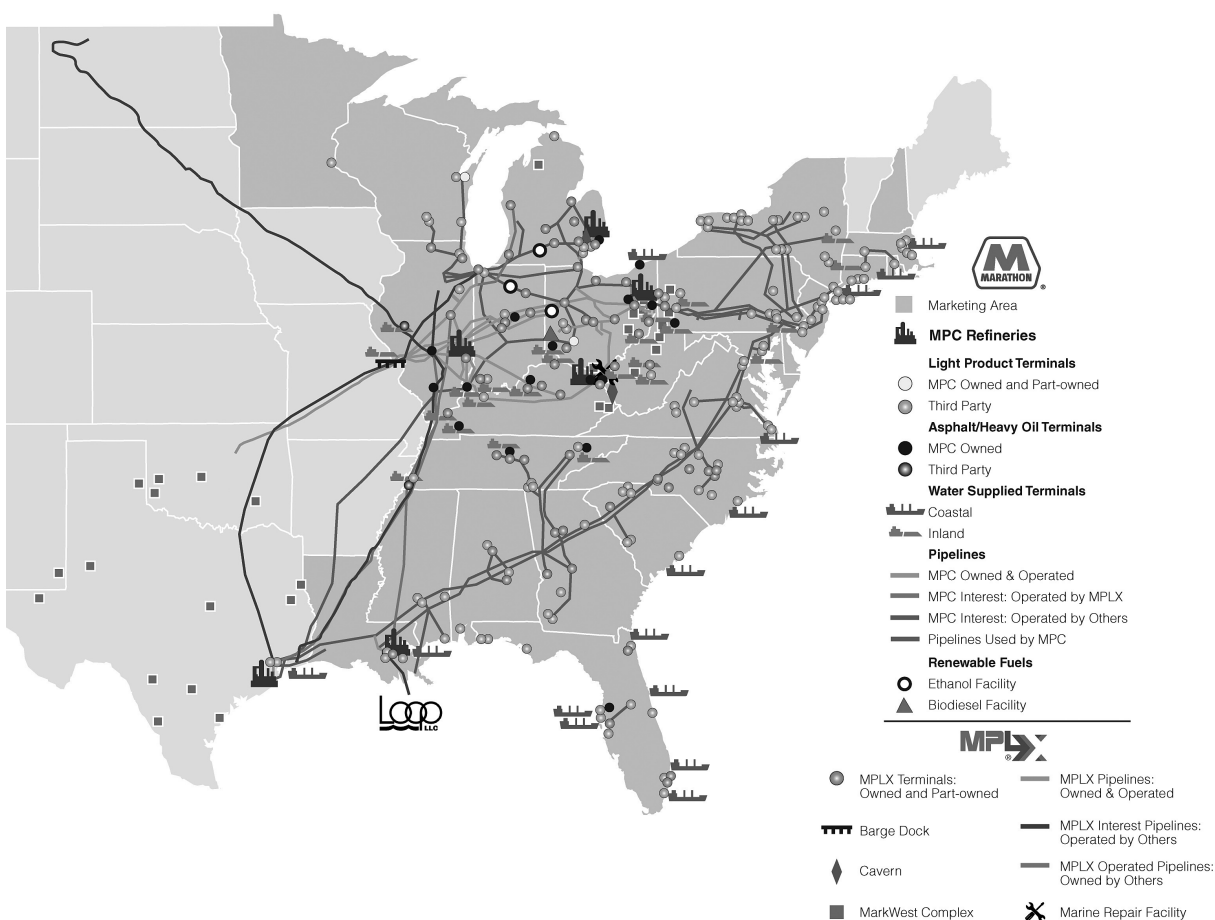 M
MARATHON
®
Marketing Area
MPC Refineries
Light Product Terminals
MPC Owned and Part-owned
Third Party
Asphalt/Heavy Oil Terminals
MPC Owned
Third Party
Water Supplied Terminals
Coastal
Inland
Pipelines
MPC Owned & Operated
MPC Interest: Operated by MPLX
MPC Interest: Operated by Others
Pipelines Used by MPC
Renewable Fuels
Ethanol Facility
Biodiesel Facility
LOOP
LLC
MPLX
®
MPLX Terminals:
Owned and Part-owned
MPLX Pipelines:
Owned & Operated
Barge Dock
MPLX Interest Pipelines:
Operated by Others
Cavern
MPLX Operated Pipelines:
Owned by Others
MarkWest Complex
Marine Repair Facility